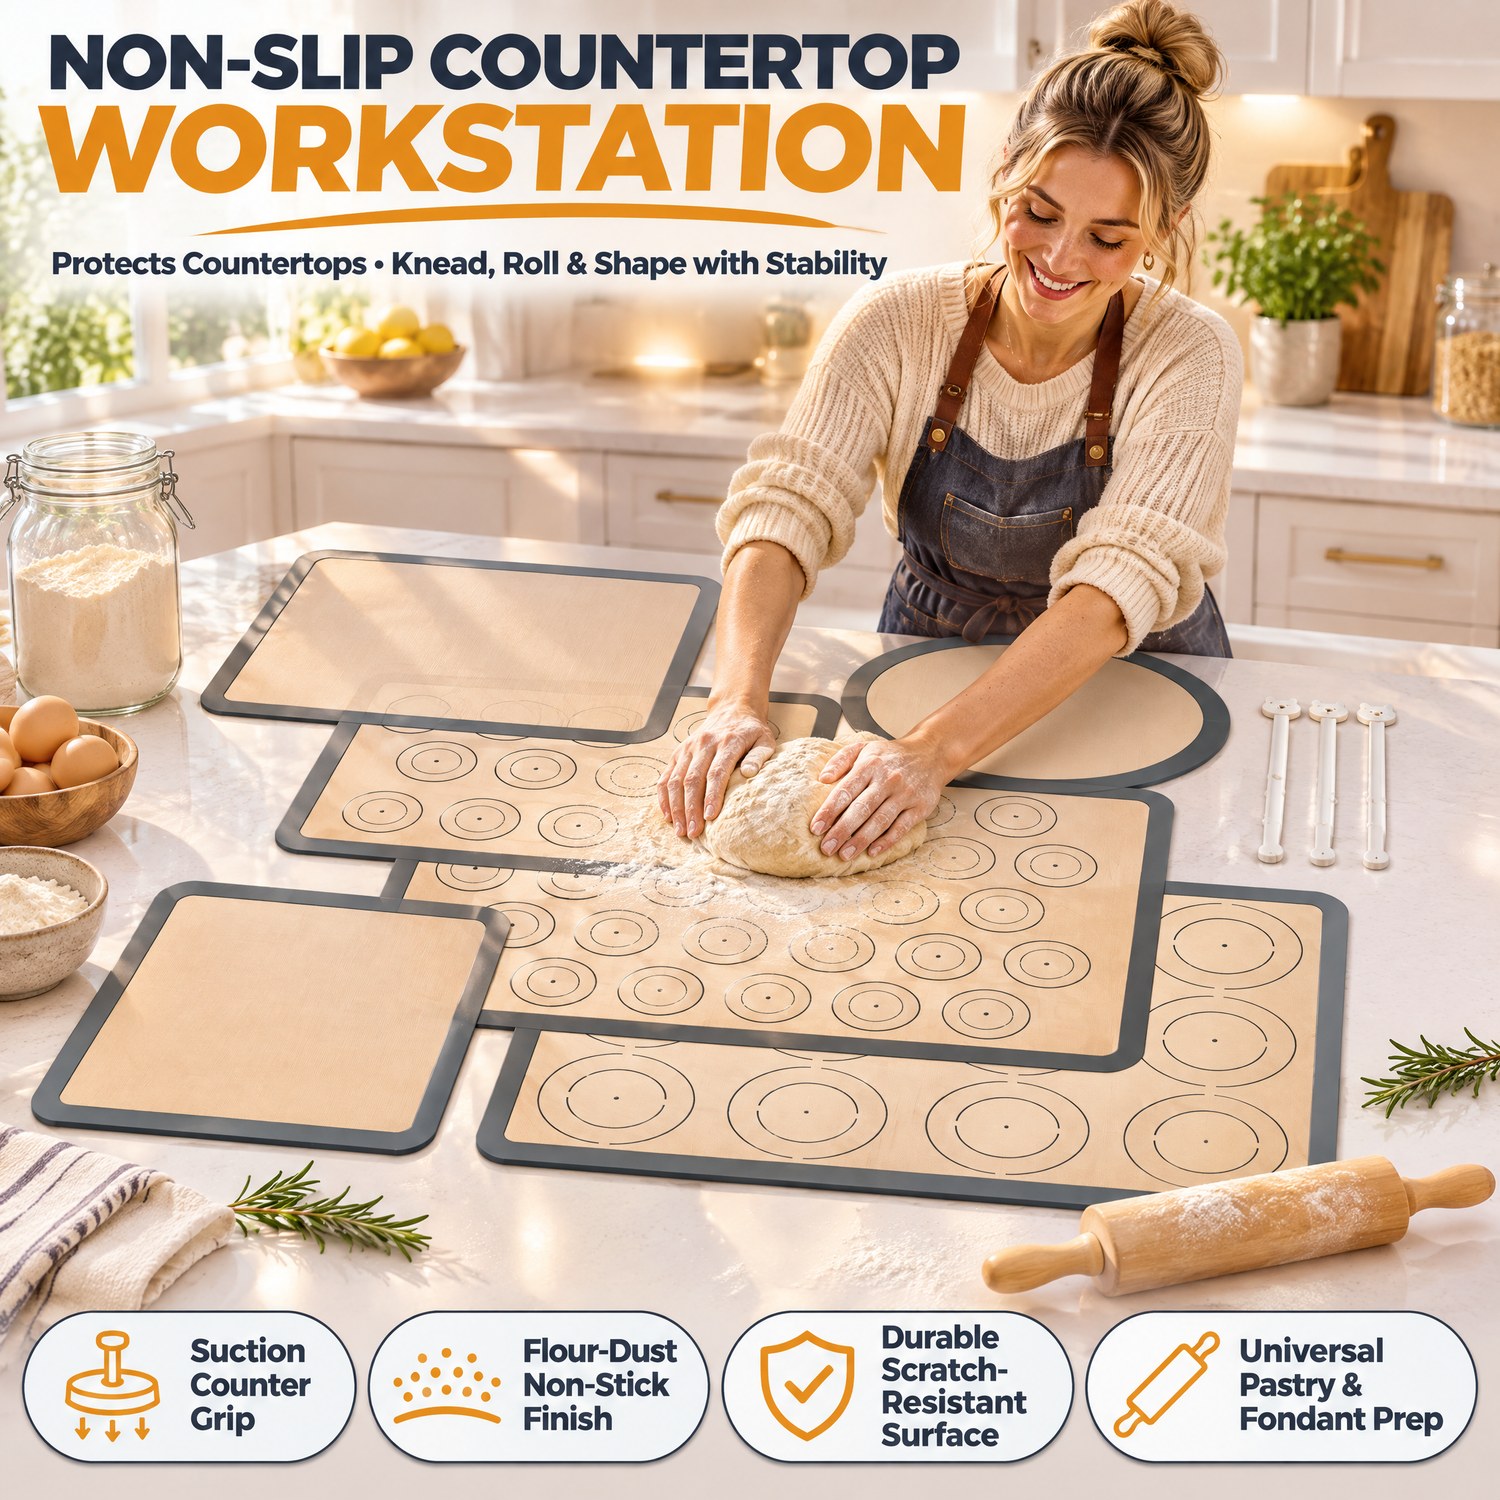 NON-SLIP COUNTERTOP
WORKSTATION
Protects Countertops • Knead, Roll & Shape with Stability
Suction
Counter
Grip
Flour-Dust
Non-Stick
Finish
Durable
Scratch-
Resistant
Surface
Universal
Pastry &
Fondant Prep